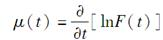 μ(t) = ∂/∂t [lnF(t)]